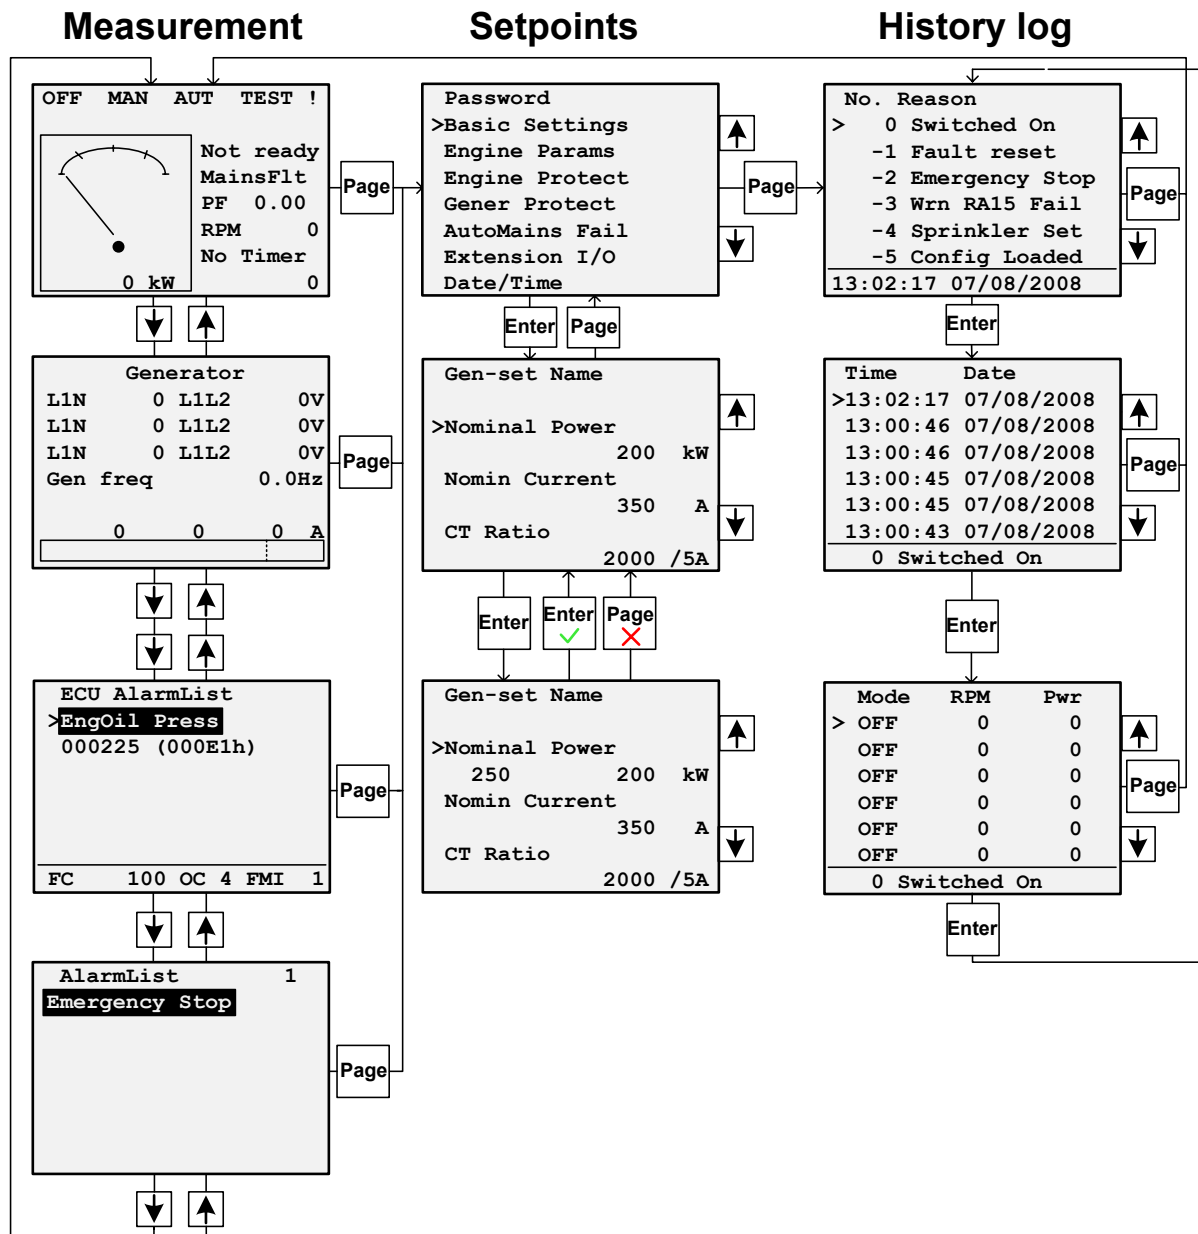 Measurement
OFF MAN AUT TEST !
Not ready
MainsFlt
PF 0.00
RPM 0
No Timer
0 kW 0
Page
Generator
L1N 0 L1L2 0V
L1N 0 L1L2 0V
L1N 0 L1L2 0V
Gen freq 0.0Hz
0 0 0 A
Page
ECU AlarmList
>EngOil Press
000225 (000E1h)
FC 100 OC 4 FMI 1
Page
AlarmList 1
Emergency Stop
Page
Setpoints
Password
>Basic Settings
Engine Params
Engine Protect
Gener Protect
AutoMains Fail
Extension I/O
Date/Time
Page
Enter Page
Gen-set Name
>Nominal Power
200 kW
Nomin Current
350 A
CT Ratio
2000 /5A
Enter Enter Page
Gen-set Name
>Nominal Power
250 200 kW
Nomin Current
350 A
CT Ratio
2000 /5A
History log
No. Reason
> 0 Switched On
-1 Fault reset
-2 Emergency Stop
-3 Wrn RA15 Fail
-4 Sprinkler Set
-5 Config Loaded
13:02:17 07/08/2008
Page
Enter
Time Date
>13:02:17 07/08/2008
13:00:46 07/08/2008
13:00:46 07/08/2008
13:00:45 07/08/2008
13:00:45 07/08/2008
13:00:43 07/08/2008
0 Switched On
Page
Enter
Mode RPM Pwr
> OFF 0 0
OFF 0 0
OFF 0 0
OFF 0 0
OFF 0 0
OFF 0 0
0 Switched On
Page
Enter